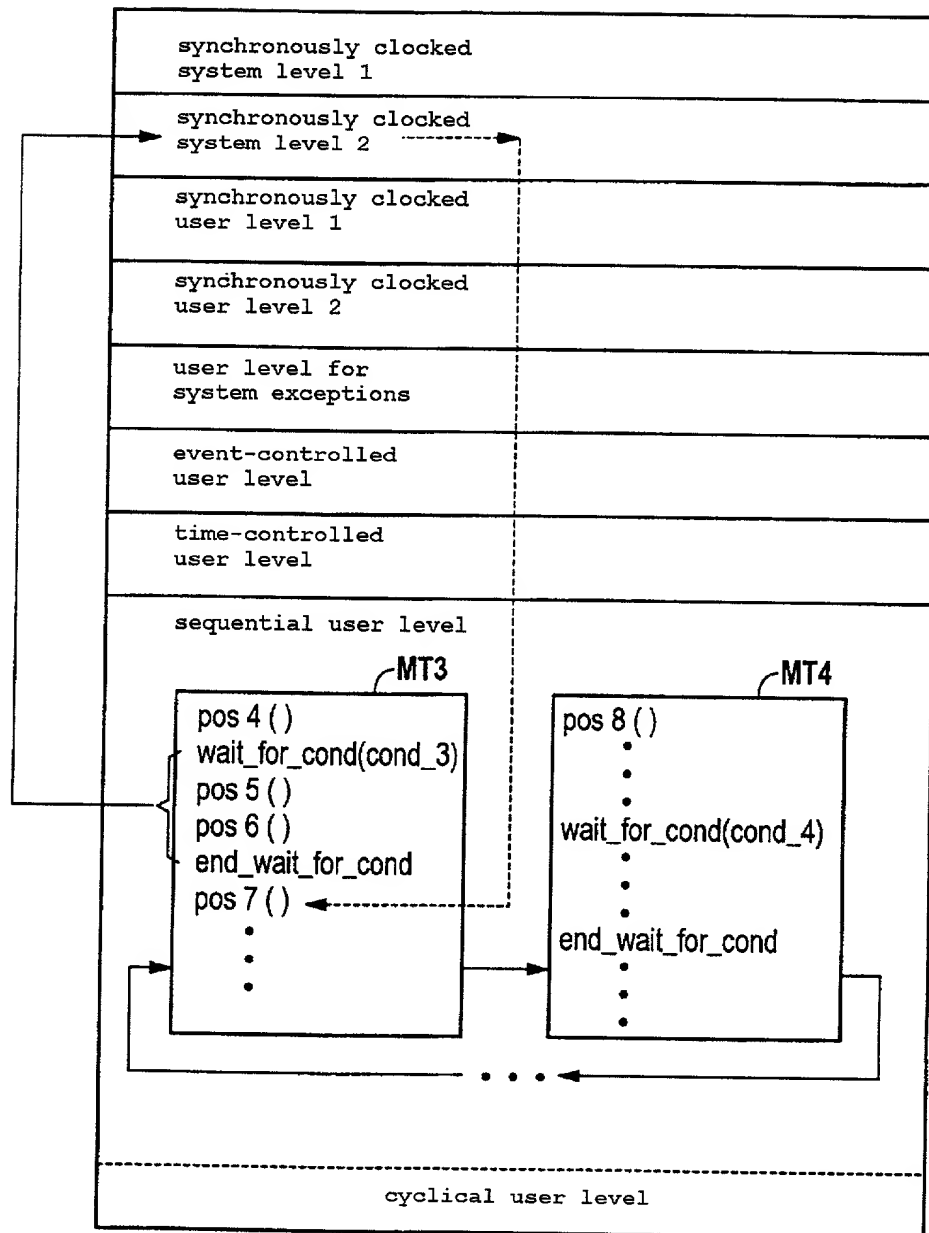 synchronously clocked
system level 1
synchronously clocked
system level 2
synchronously clocked
user level 1
synchronously clocked
user level 2
user level for
system exceptions
event-controlled
user level
time-controlled
user level
sequential user level
MT3
pos 4 ( )
wait_for_cond(cond_3)
pos 5 ( )
pos 6 ( )
end_wait_for_cond
pos 7 ( )
MT4
pos 8 ( )
wait_for_cond(cond_4)
end_wait_for_cond
cyclical user level